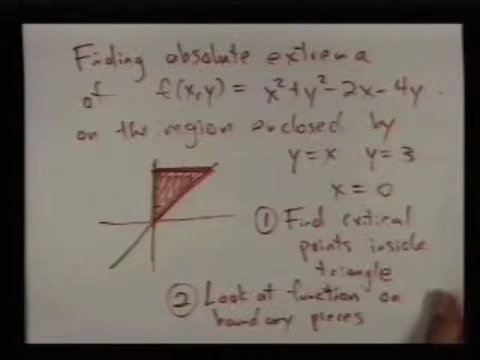 Finding absolute extrema
of f(x,y) = x² + y² - 2x - 4y.
on the region enclosed by
y = x y = 3
x = 0
① Find critical
points inside
triangle
② Look at function on
boundary pieces